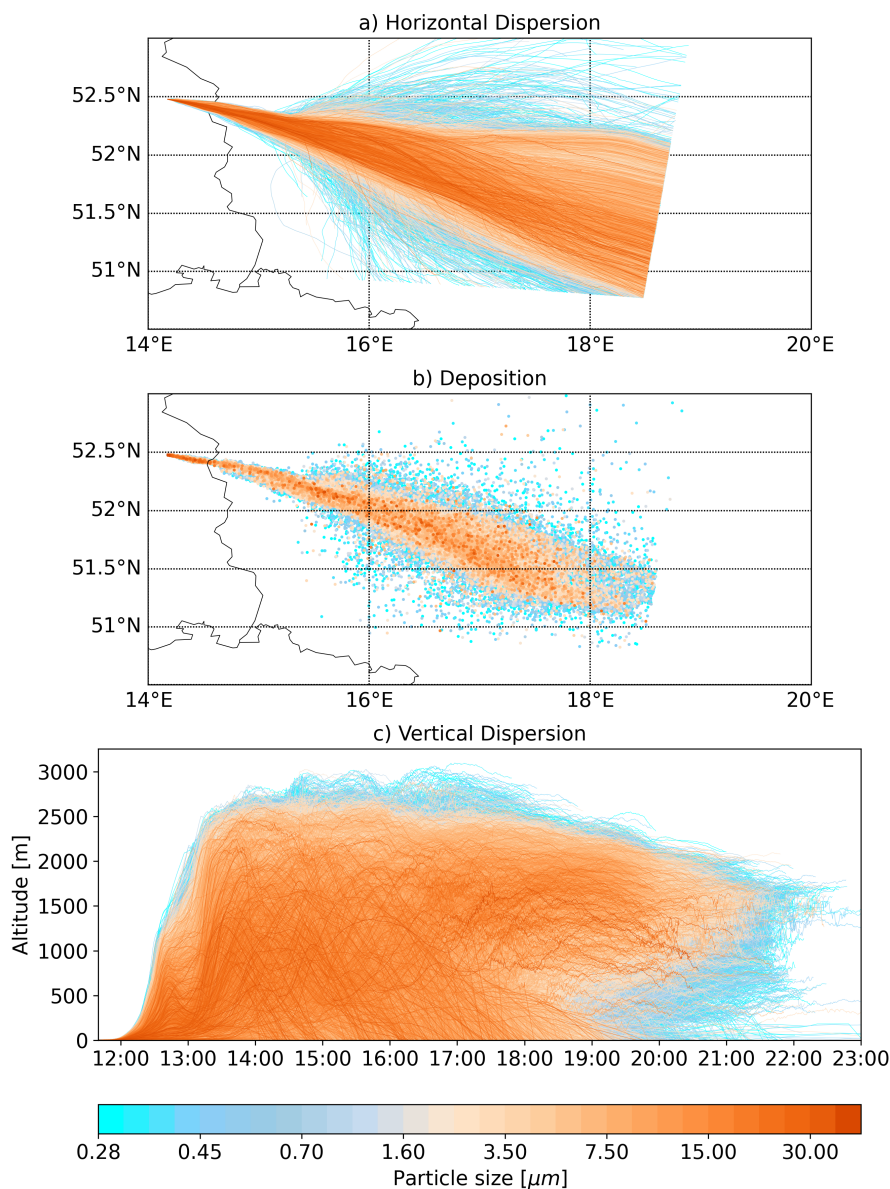 a) Horizontal Dispersion
52.5°N
52°N
51.5°N
51°N
14°E 16°E 18°E 20°E
b) Deposition
52.5°N
52°N
51.5°N
51°N
14°E 16°E 18°E 20°E
c) Vertical Dispersion
3000
2500
2000
1500
1000
500
0
Altitude [m]
12:00 13:00 14:00 15:00 16:00 17:00 18:00 19:00 20:00 21:00 22:00 23:00
0.28 0.45 0.70 1.60 3.50 7.50 15.00 30.00
Particle size [μm]